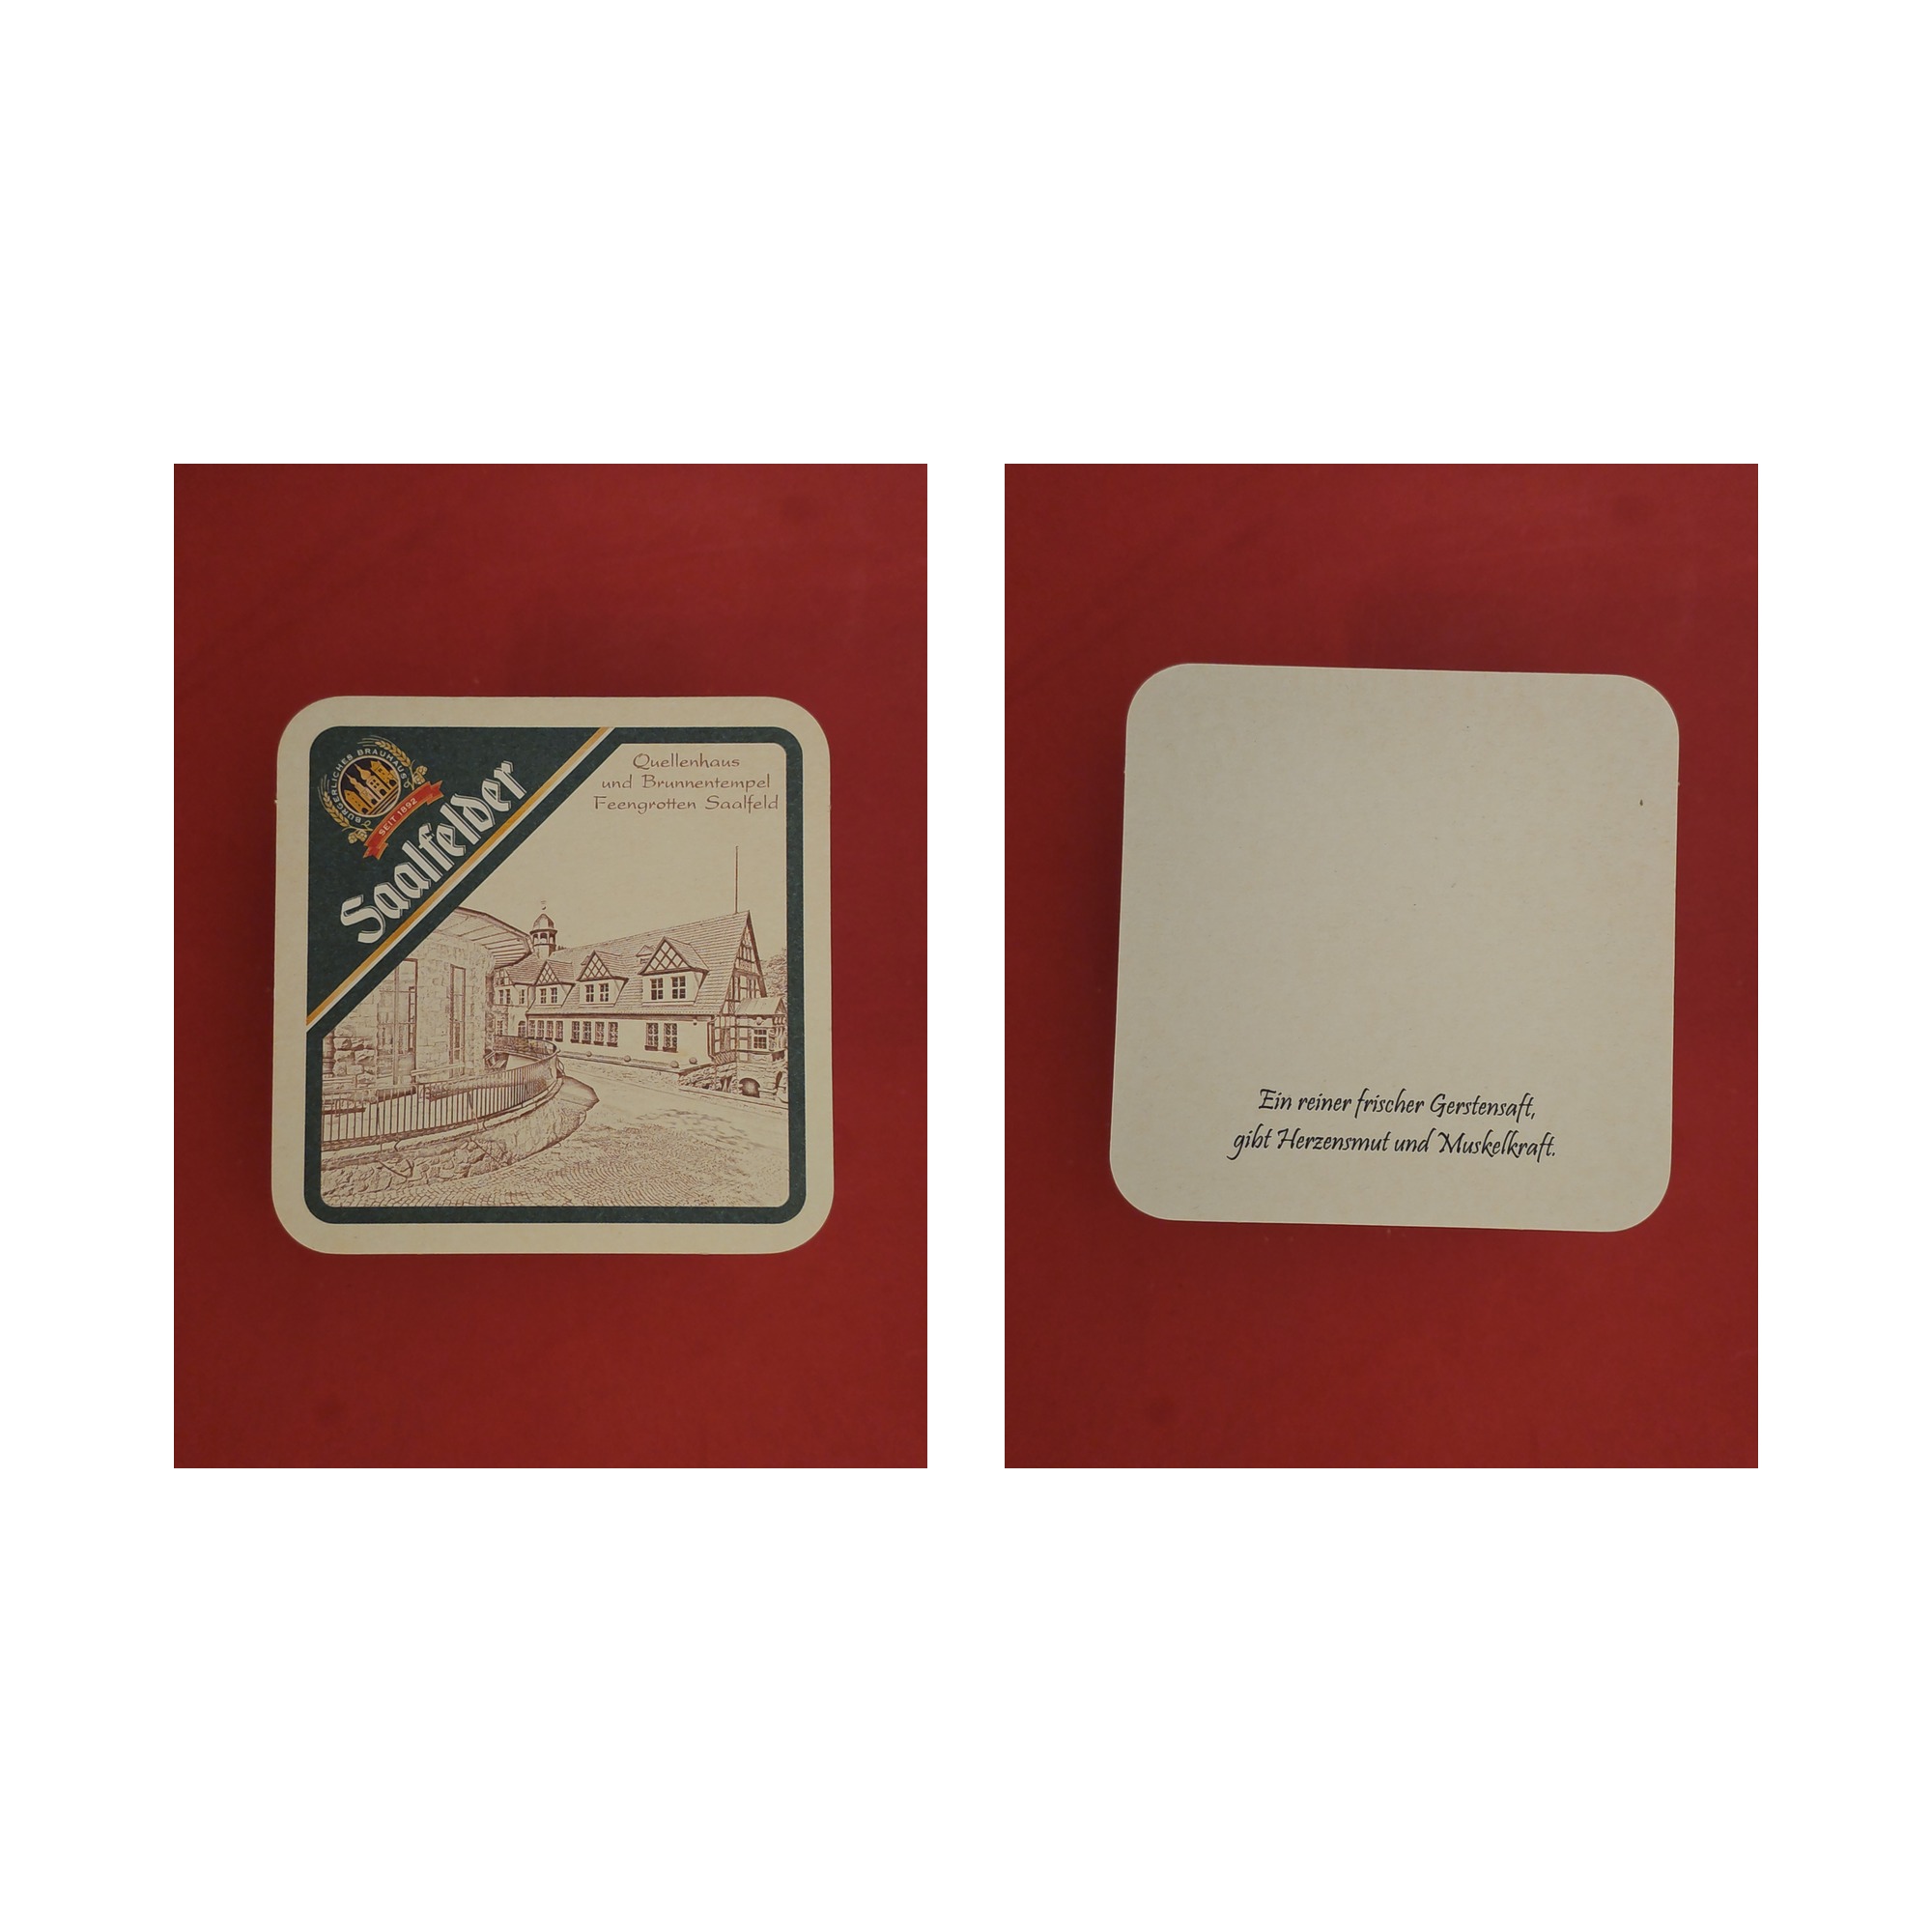 BÜRGERLICHES BRAUHAUS
SEIT 1892
Saalfelder
Quellenhaus
und Brunnentempel
Feengrotten Saalfeld
Ein reiner frischer Gerstensaft,
gibt Herzensmut und Muskelkraft.